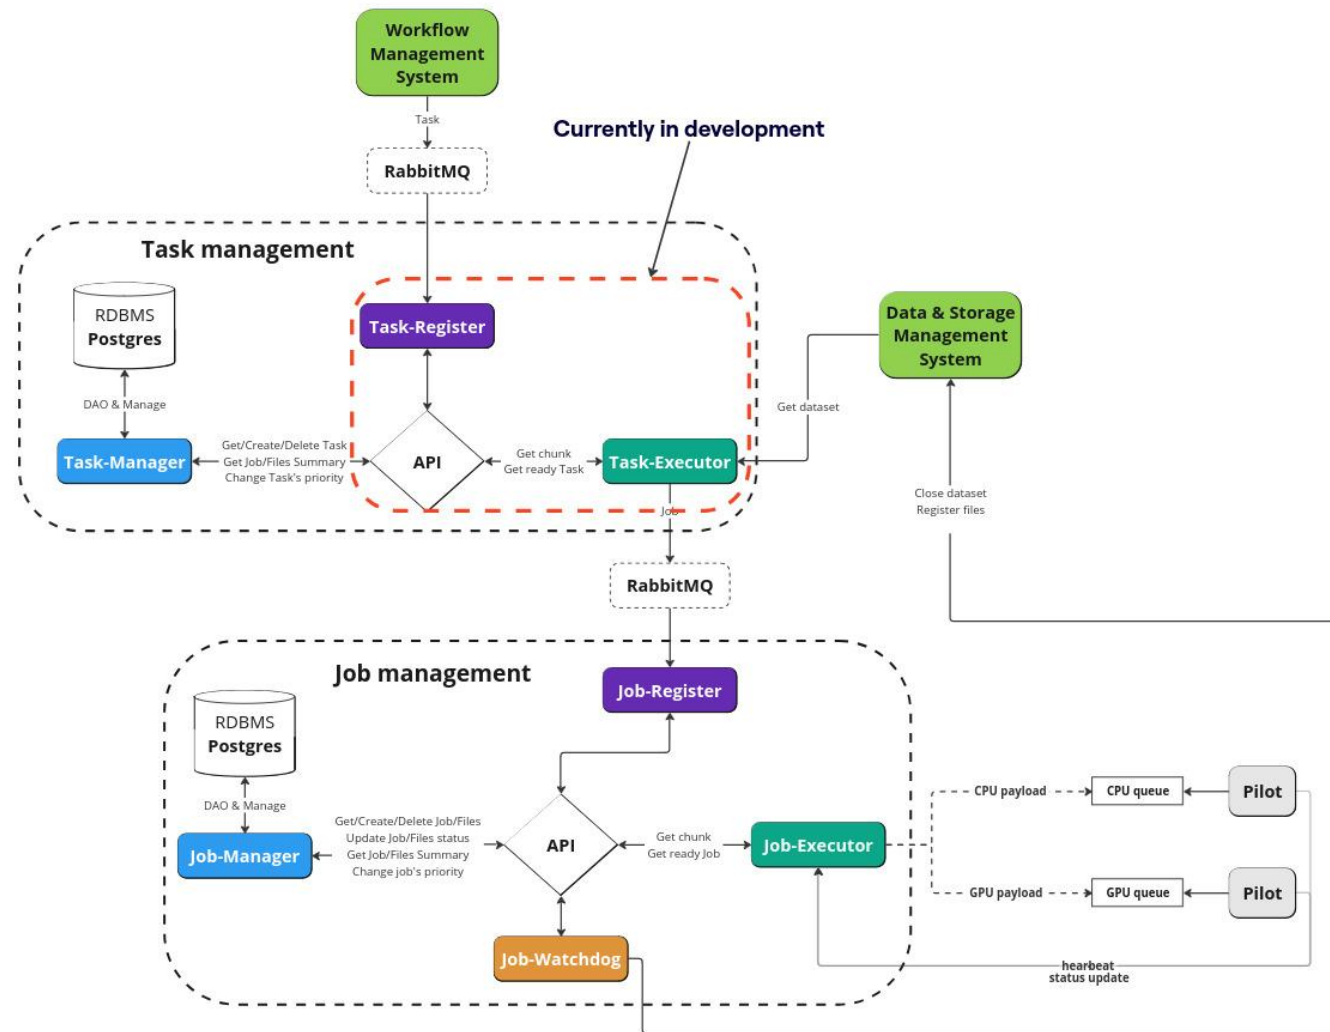 Workflow
Management
System
Task
Currently in development
RabbitMQ
Task management
RDBMS
Postgres
Task-Register
Data & Storage
Management
System
DAO & Manage
Get dataset
Task-Manager
Get/Create/Delete Task
Get Job/Files Summary
Change Task's priority
API
Get chunk
Get ready Task
Task-Executor
Close dataset
Register files
Job
RabbitMQ
Job management
Job-Register
RDBMS
Postgres
DAO & Manage
CPU payload
CPU queue
Pilot
Job-Manager
Get/Create/Delete Job/Files
Update Job/Files status
Get Job/Files Summary
Change job's priority
API
Get chunk
Get ready Job
Job-Executor
GPU payload
GPU queue
Pilot
Job-Watchdog
hearbeat
status update